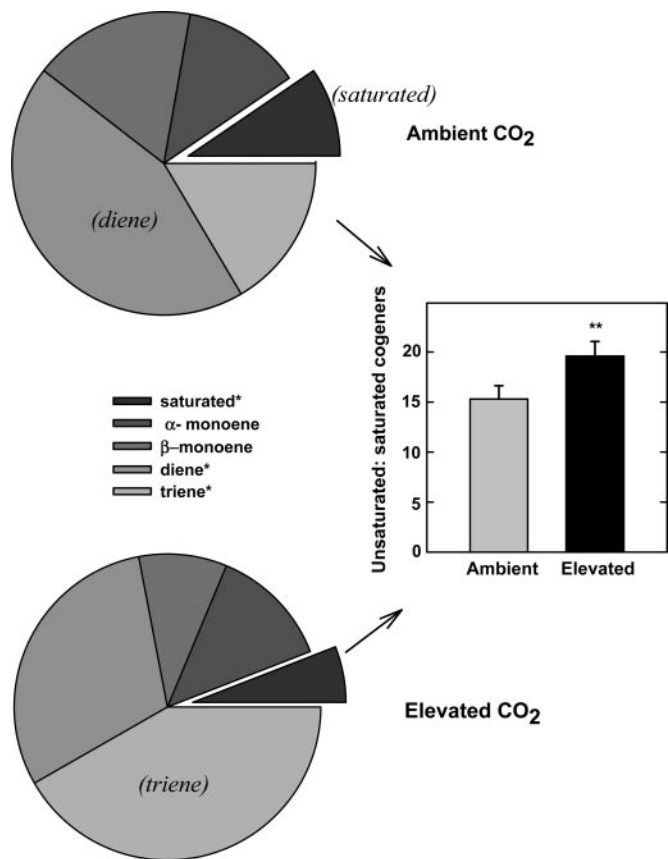 (saturated)
Ambient CO2
(diene)
Unsaturated: saturated cogeners
**
20
15
10
5
0
Ambient Elevated
saturated*
α- monoene
β–monoene
diene*
triene*
Elevated CO2
(triene)